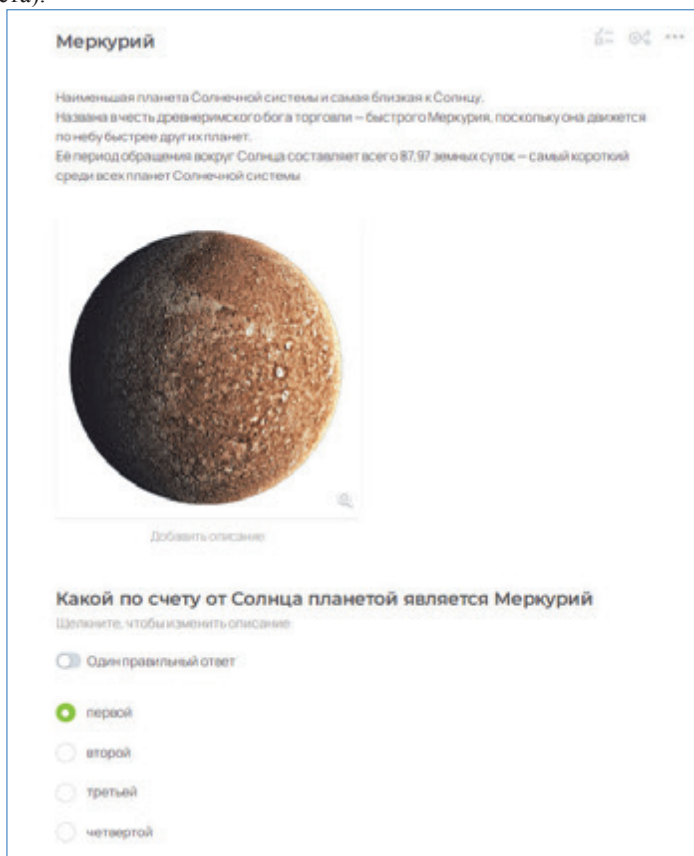 ста).
Меркурий
Наименьшая планета Солнечной системы и самая близкая к Солнцу.
Названа в честь древнеримского бога торговли — быстрого Меркурия, поскольку она движется
по небу быстрее других планет.
Её период обращения вокруг Солнца составляет всего 87,97 земных суток — самый короткий
среди всех планет Солнечной системы
Добавить описание
Какой по счету от Солнца планетой является Меркурий
Щелкните, чтобы изменить описание
Один правильный ответ
первой
второй
третьей
четвертой